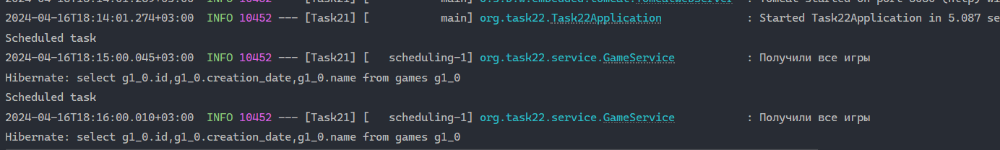 2024-04-16T18:14:01.274+03:00  INFO 10452 --- [Task21] [           main] org.task22.Task22Application             : Started Task22Application in 5.087 se
Scheduled task
2024-04-16T18:15:00.045+03:00  INFO 10452 --- [Task21] [   scheduling-1] org.task22.service.GameService           : Получили все игры
Hibernate: select g1_0.id,g1_0.creation_date,g1_0.name from games g1_0
Scheduled task
2024-04-16T18:16:00.010+03:00  INFO 10452 --- [Task21] [   scheduling-1] org.task22.service.GameService           : Получили все игры
Hibernate: select g1_0.id,g1_0.creation_date,g1_0.name from games g1_0